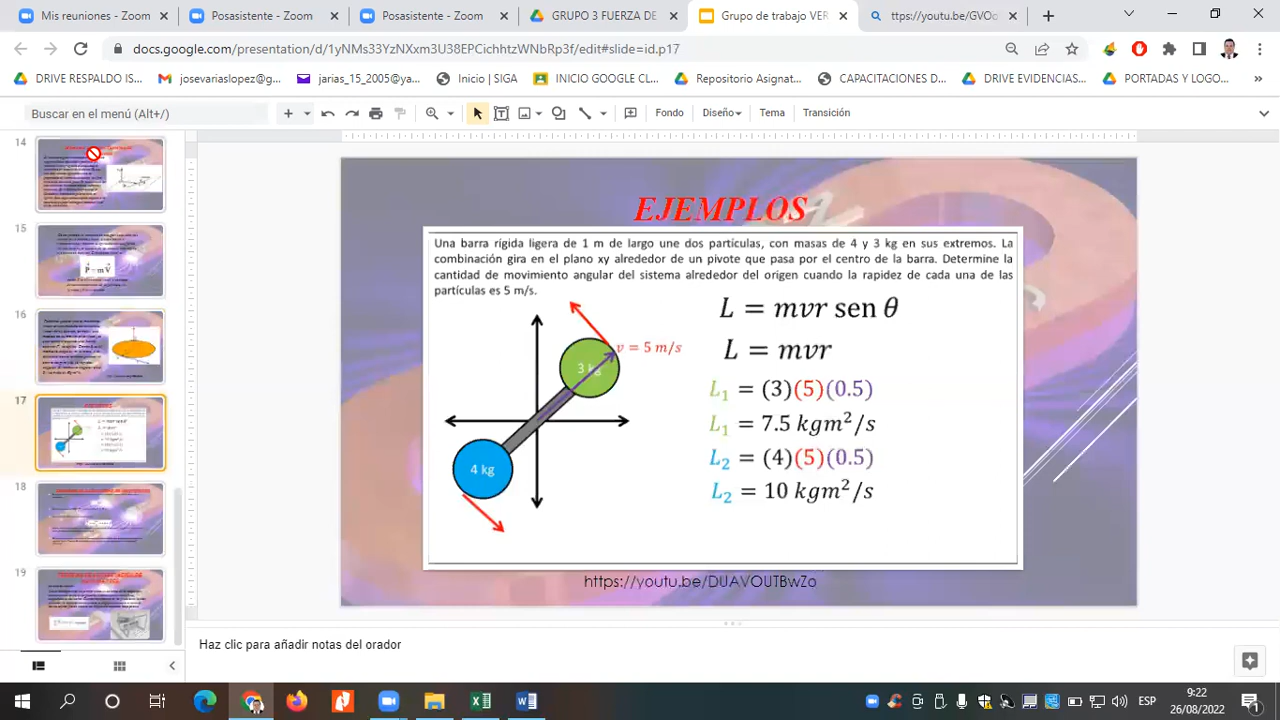 Mis reuniones - Zoom
Posasistente - Zoom
Posasistente - Zoom
GRUPO 3 FUERZA DE
Grupo de trabajo VER
ttps://youtu.be/GVO
docs.google.com/presentation/d/1yNMs33YzNXxm3U38EPCichhtzWNbRp3f/edit#slide=id.p17
DRIVE RESPALDO IS...
josevariaslopez@g...
jarias_15_2005@ya...
Inicio | SIGA
INICIO GOOGLE CL...
Repositorio Asignat...
CAPACITACIONES D...
DRIVE EVIDENCIAS...
PORTADAS Y LOGO...
»
Buscar en el menú (Alt+/)
Fondo
Diseño
Tema
Transición
14
15
16
17
18
19
EJEMPLOS
Una barra rígida ligera de 1 m de largo une dos partículas, con masas de 4 y 3 kg en sus extremos. La
combinación gira en el plano xy alrededor de un pivote que pasa por el centro de la barra. Determine la
cantidad de movimiento angular del sistema alrededor del origen cuando la rapidez de cada una de las
partículas es 5 m/s.
v = 5 m/s
3 kg
4 kg
L = mvr sen θ
L = mvr
L₁ = (3)(5)(0.5)
L₁ = 7.5 kgm²/s
L₂ = (4)(5)(0.5)
L₂ = 10 kgm²/s
https://youtu.be/DUAVOUTBwZo
Haz clic para añadir notas del orador
ESP
9:22
26/08/2022